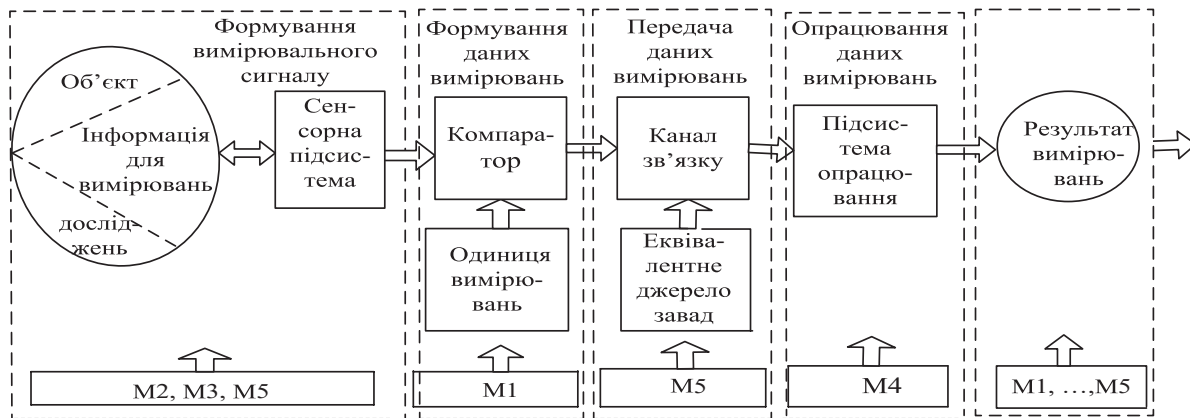 Формування
вимірювального
сигналу
Об’єкт
Інформація
для
вимірювань
дослід-
жень
Сен-
сорна
підсис-
тема
М2, М3, М5
Формування
даних
вимірювань
Компара-
тор
Одиниця
вимірю-
вань
М1
Передача
даних
вимірювань
Канал
зв’язку
Еквіва-
лентне
джерело
завад
М5
Опрацювання
даних
вимірювань
Підсис-
тема
опрацю-
вання
М4
Результат
вимірю-
вань
М1, …,М5